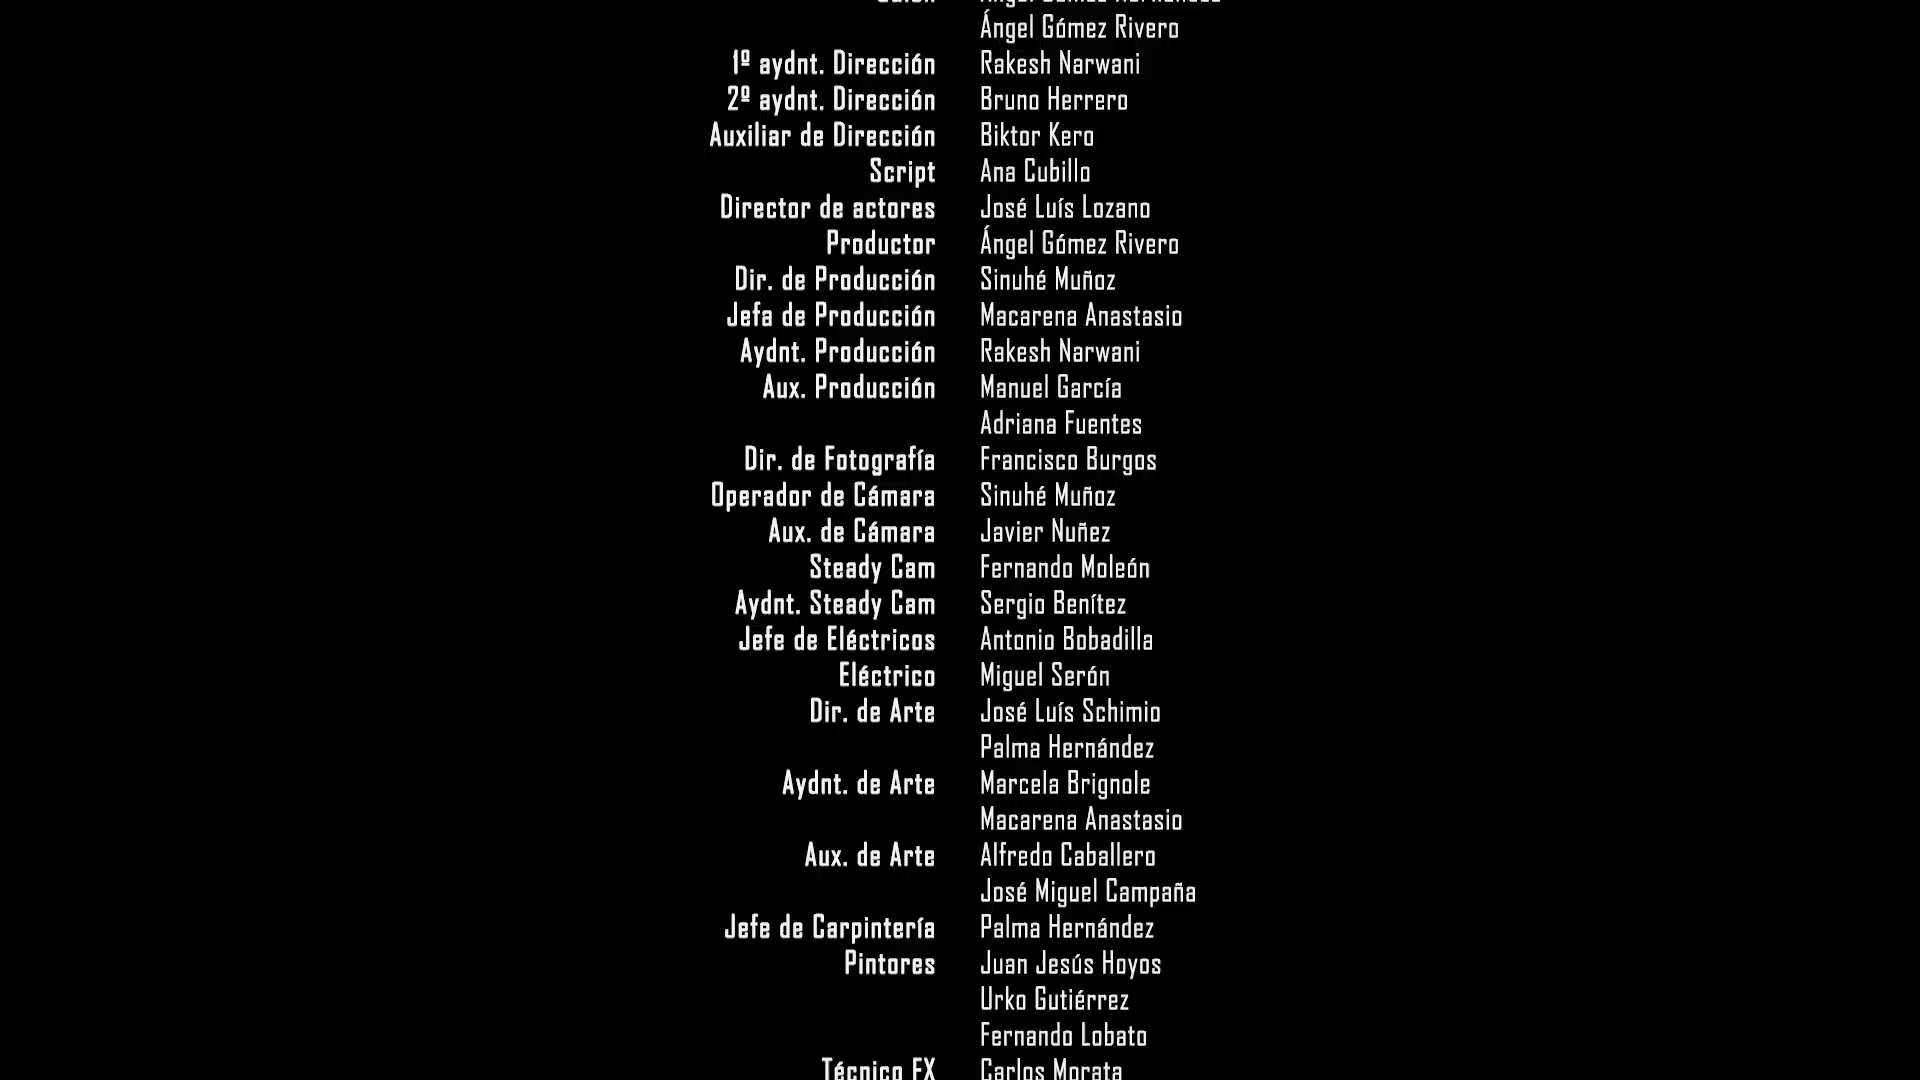 Ángel Gómez Rivero
1º aydnt. Dirección Rakesh Narwani
2º aydnt. Dirección Bruno Herrero
Auxiliar de Dirección Biktor Kero
Script Ana Cubillo
Director de actores José Luís Lozano
Productor Ángel Gómez Rivero
Dir. de Producción Sinuhé Muñoz
Jefa de Producción Macarena Anastasio
Aydnt. Producción Rakesh Narwani
Aux. Producción Manuel García
Adriana Fuentes
Dir. de Fotografía Francisco Burgos
Operador de Cámara Sinuhé Muñoz
Aux. de Cámara Javier Nuñez
Steady Cam Fernando Moleón
Aydnt. Steady Cam Sergio Benítez
Jefe de Eléctricos Antonio Bobadilla
Eléctrico Miguel Serón
Dir. de Arte José Luís Schimio
Palma Hernández
Aydnt. de Arte Marcela Brignole
Macarena Anastasio
Aux. de Arte Alfredo Caballero
José Miguel Campaña
Jefe de Carpintería Palma Hernández
Pintores Juan Jesús Hoyos
Urko Gutiérrez
Fernando Lobato
Técnico FX Carlos Morata